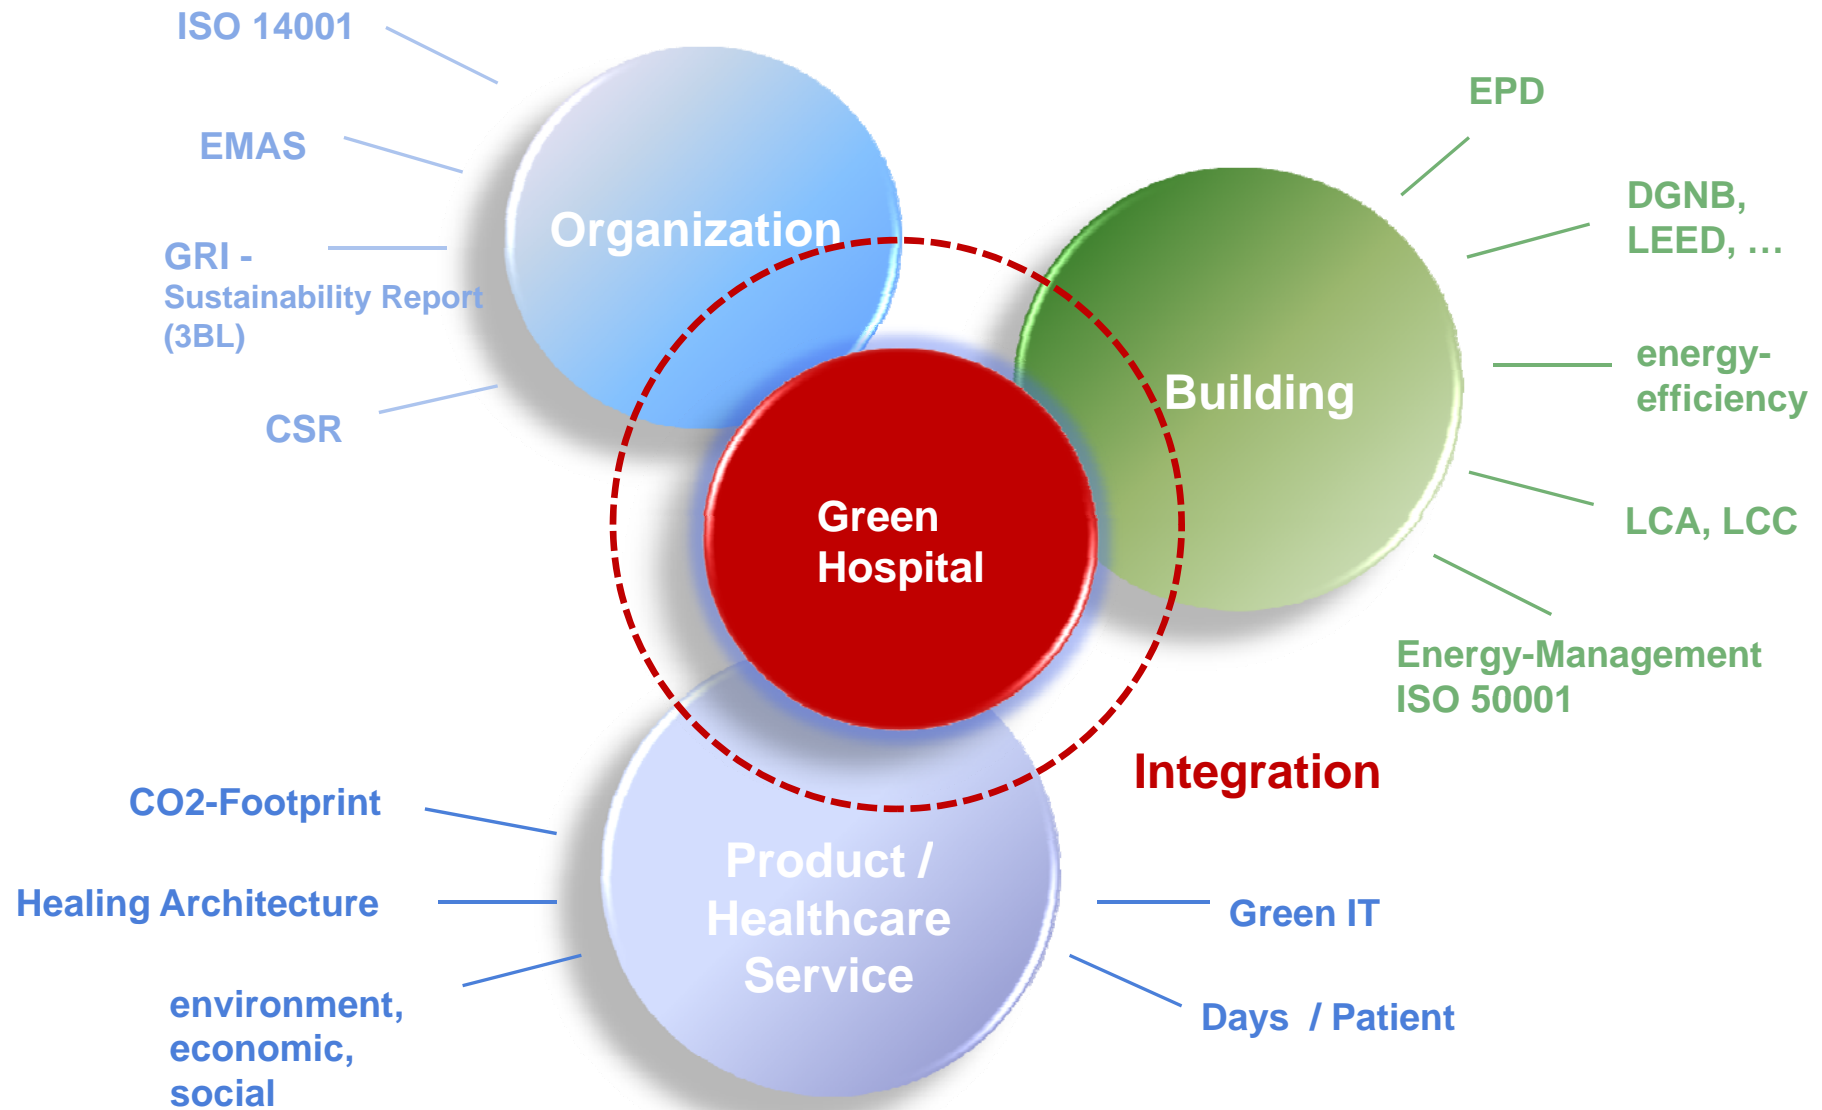 ISO 14001
EMAS
GRI -
Sustainability Report
(3BL)
CSR
Organization
EPD
DGNB,
LEED, …
energy-
efficiency
LCA, LCC
Energy-Management
ISO 50001
Building
Green
Hospital
Integration
CO2-Footprint
Healing Architecture
environment,
economic,
social
Product /
Healthcare
Service
Green IT
Days / Patient